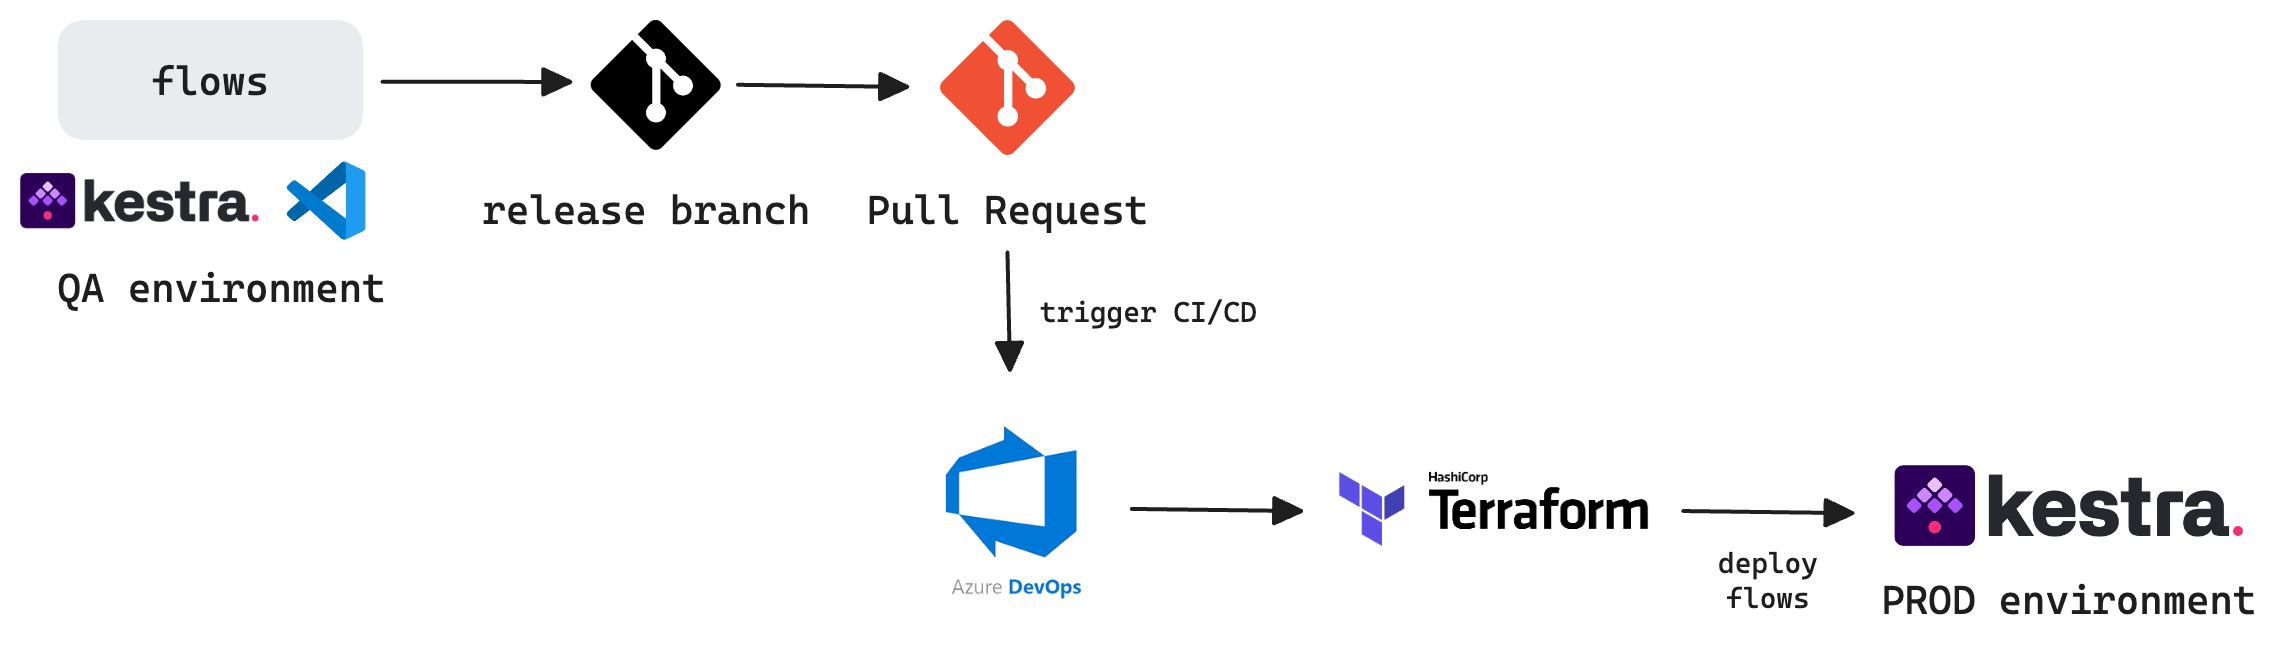 flows
kestra.
QA environment
release branch
Pull Request
trigger CI/CD
Azure DevOps
HashiCorp
Terraform
deploy
flows
kestra.
PROD environment